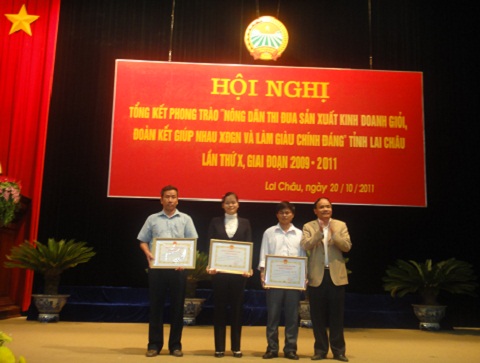 HỘI NGHỊ
TỔNG KẾT PHONG TRÀO "NÔNG DÂN THI ĐUA SẢN XUẤT KINH DOANH GIỎI,
ĐOÀN KẾT GIÚP NHAU XĐGN VÀ LÀM GIÀU CHÍNH ĐÁNG" TỈNH LAI CHÂU
LẦN THỨ X, GIAI ĐOẠN 2009 - 2011
Lai Châu, ngày 20/10/2011